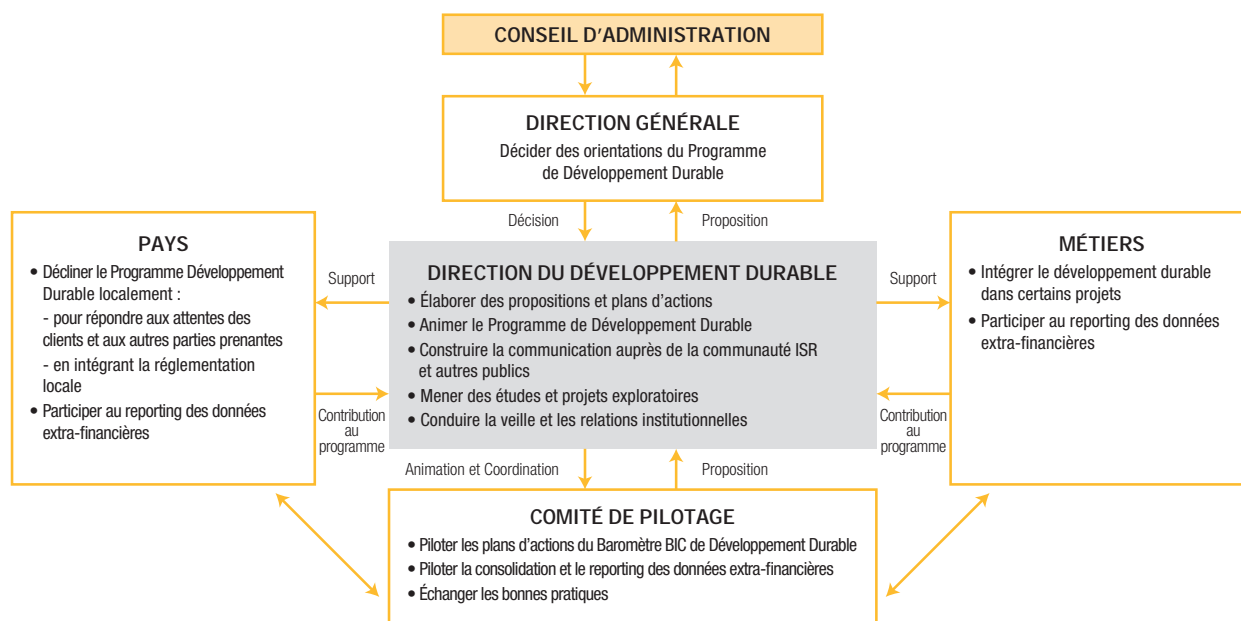 CONSEIL D'ADMINISTRATION
DIRECTION GÉNÉRALE
Décider des orientations du Programme
de Développement Durable
Décision
Proposition
PAYS
• Décliner le Programme Développement
Durable localement :
- pour répondre aux attentes des
clients et aux autres parties prenantes
- en intégrant la réglementation
locale
• Participer au reporting des données
extra-financières
Support
Contribution
au
programme
DIRECTION DU DÉVELOPPEMENT DURABLE
• Élaborer des propositions et plans d'actions
• Animer le Programme de Développement Durable
• Construire la communication auprès de la communauté ISR
et autres publics
• Mener des études et projets exploratoires
• Conduire la veille et les relations institutionnelles
Support
Contribution
au
programme
MÉTIERS
• Intégrer le développement durable
dans certains projets
• Participer au reporting des données
extra-financières
Animation et Coordination
Proposition
COMITÉ DE PILOTAGE
• Piloter les plans d'actions du Baromètre BIC de Développement Durable
• Piloter la consolidation et le reporting des données extra-financières
• Échanger les bonnes pratiques